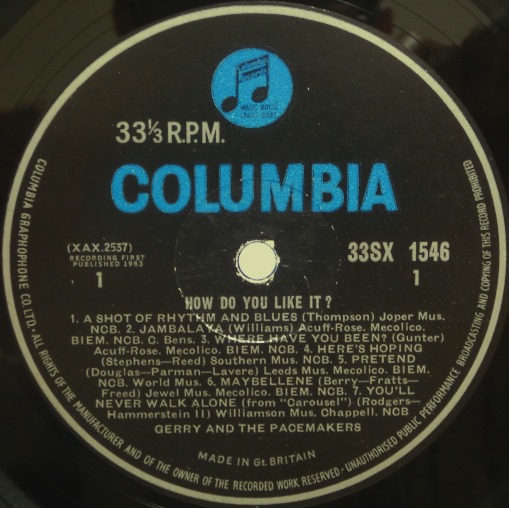 33⅓ R.P.M.
COLUMBIA
(XAX.2537)
RECORDING FIRST
PUBLISHED 1963
1
33SX 1546
1
HOW DO YOU LIKE IT?
1. A SHOT OF RHYTHM AND BLUES (Thompson) Joper Mus.
NCB. 2. JAMBALAYA (Williams) Acuff-Rose. Mecolico.
BIEM. NCB. C. Bens. 3. WHERE HAVE YOU BEEN? (Gunter)
Acuff-Rose. Mecolico. BIEM. NCB. 4. HERE'S HOPING
(Stephens-Reed) Southern Mus. NCB. 5. PRETEND
(Douglas-Parman-Lavere) Leeds Mus. Mecolico. BIEM.
NCB. World Mus. 6. MAYBELLENE (Berry-Fratts-
Freed) Jewel Mus. Mecolico. BIEM. NCB. 7. YOU'LL
NEVER WALK ALONE (from "Carousel") (Rodgers-
Hammerstein II) Williamson Mus. Chappell. NCB
GERRY AND THE PACEMAKERS
MADE IN Gt. BRITAIN
COLUMBIA GRAPHOPHONE CO. LTD. · ALL RIGHTS OF THE MANUFACTURER AND OF THE OWNER OF THE RECORDED WORK RESERVED · UNAUTHORISED PUBLIC PERFORMANCE BROADCASTING AND COPYING OF THIS RECORD PROHIBITED